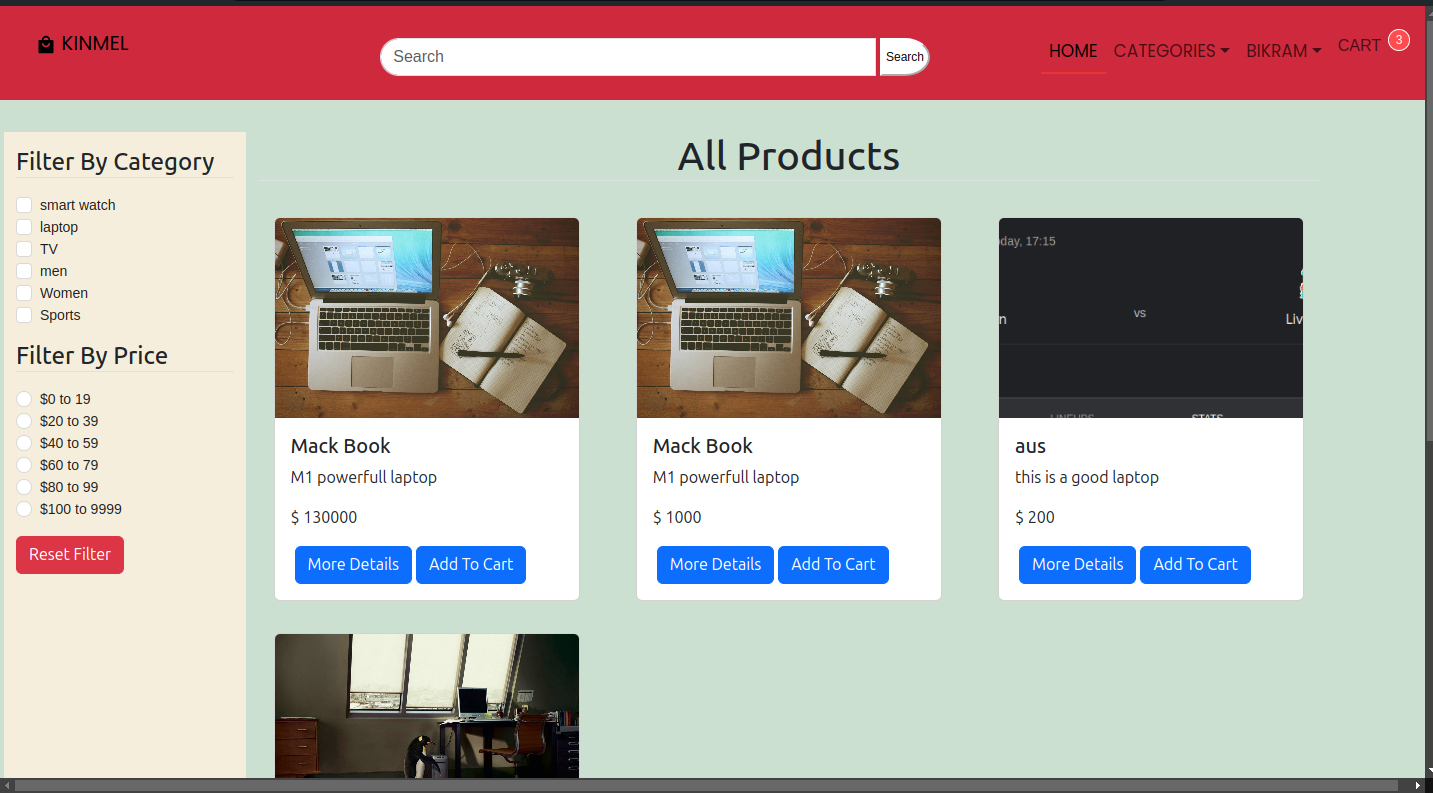 KINMEL
Search
Search
HOME
CATEGORIES
BIKRAM
CART
3
Filter By Category
smart watch
laptop
TV
men
Women
Sports
Filter By Price
$0 to 19
$20 to 39
$40 to 59
$60 to 79
$80 to 99
$100 to 9999
Reset Filter
All Products
Mack Book
M1 powerfull laptop
$ 130000
More Details
Add To Cart
Mack Book
M1 powerfull laptop
$ 1000
More Details
Add To Cart
oday, 17:15
n
vs
Liv
LINEUPS
STATS
aus
this is a good laptop
$ 200
More Details
Add To Cart